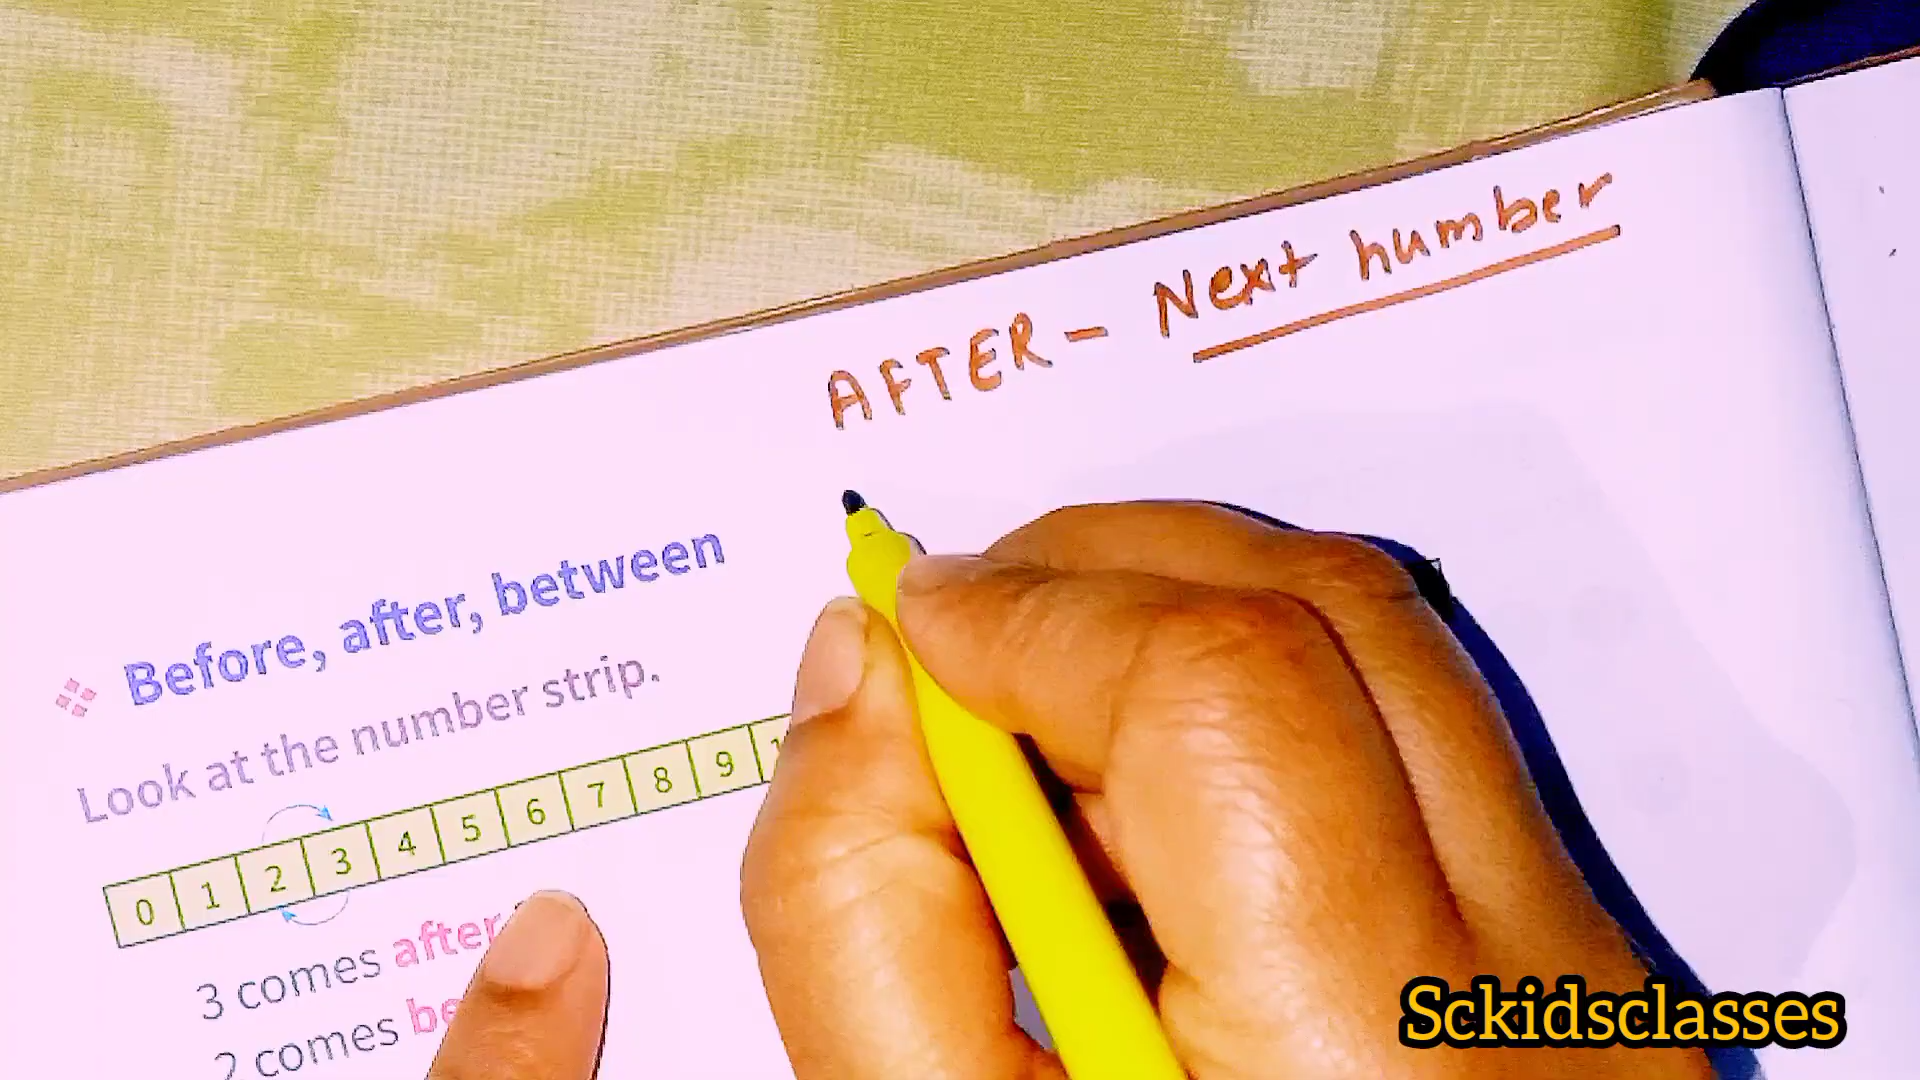 AFTER - Next number
Before, after, between
Look at the number strip.
0 1 2 3 4 5 6 7 8 9
3 comes after
2 comes
Sckidsclasses